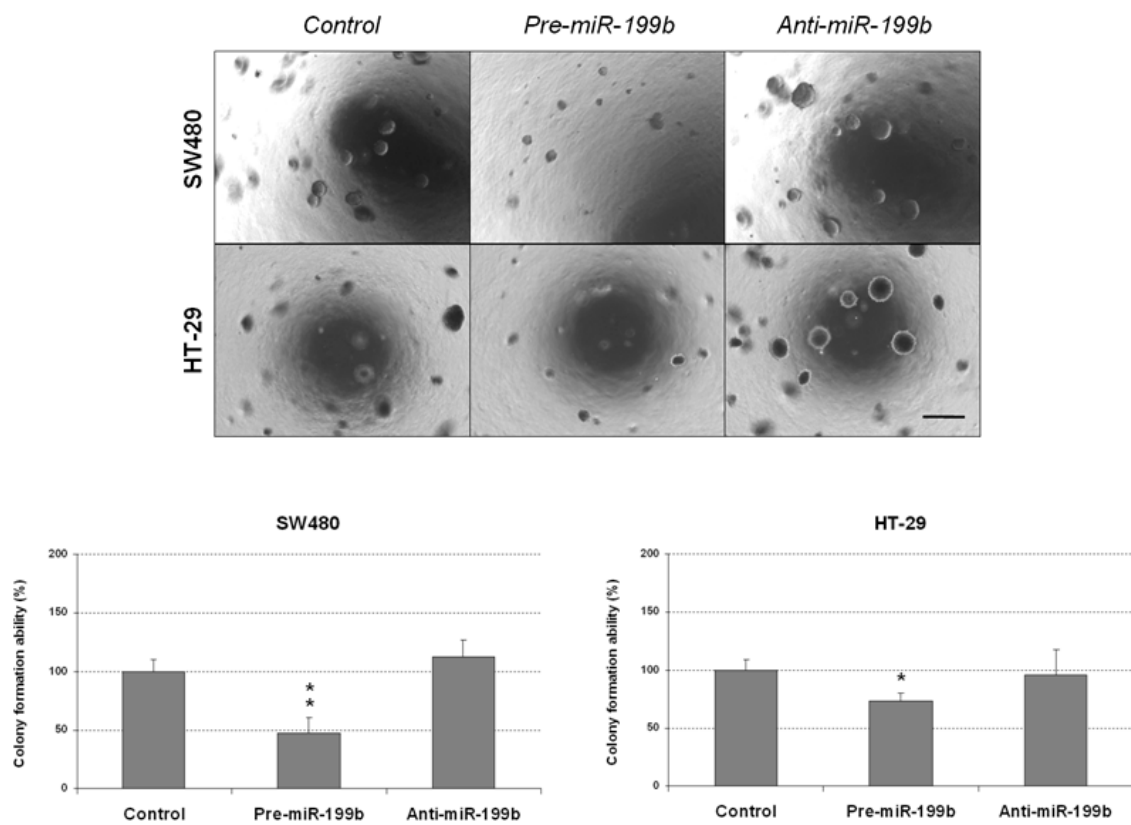 Control Pre-miR-199b Anti-miR-199b
SW480
HT-29
SW480
Colony formation ability (%)
200
150
100
50
0
*
*
Control Pre-miR-199b Anti-miR-199b
HT-29
Colony formation ability (%)
200
150
100
50
0
*
Control Pre-miR-199b Anti-miR-199b